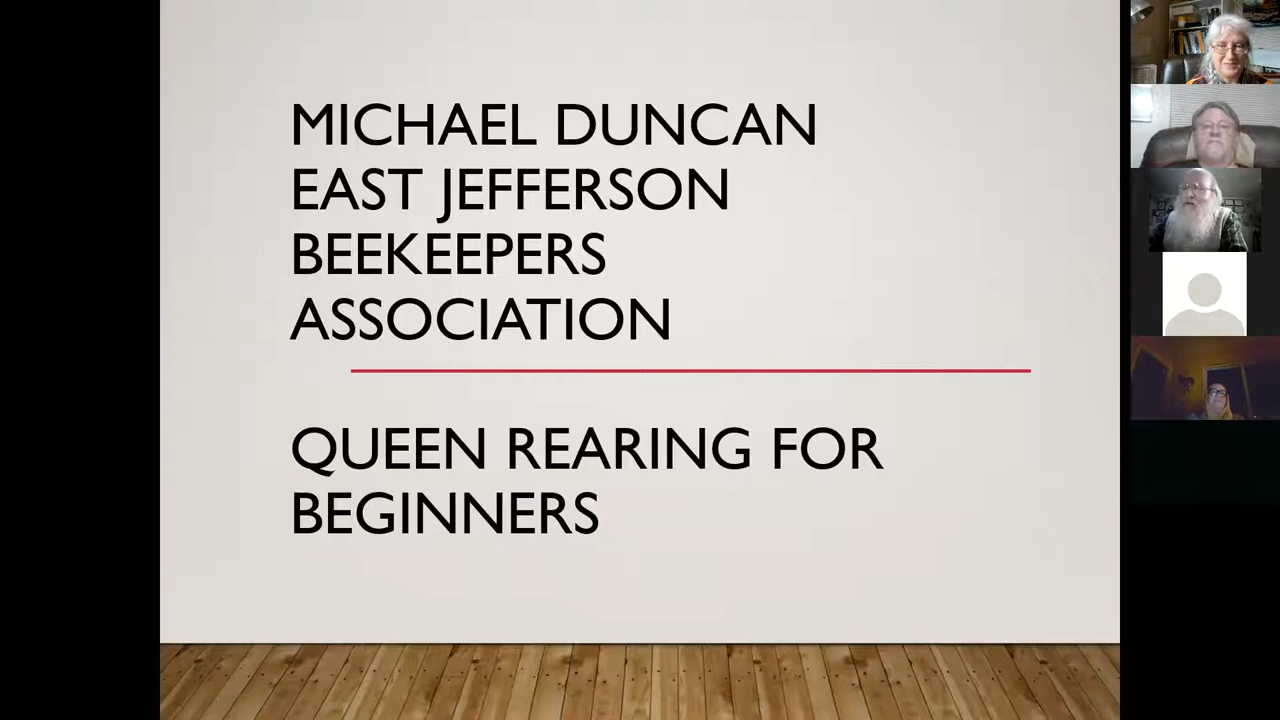 MICHAEL DUNCAN
EAST JEFFERSON
BEEKEEPERS
ASSOCIATION
QUEEN REARING FOR
BEGINNERS